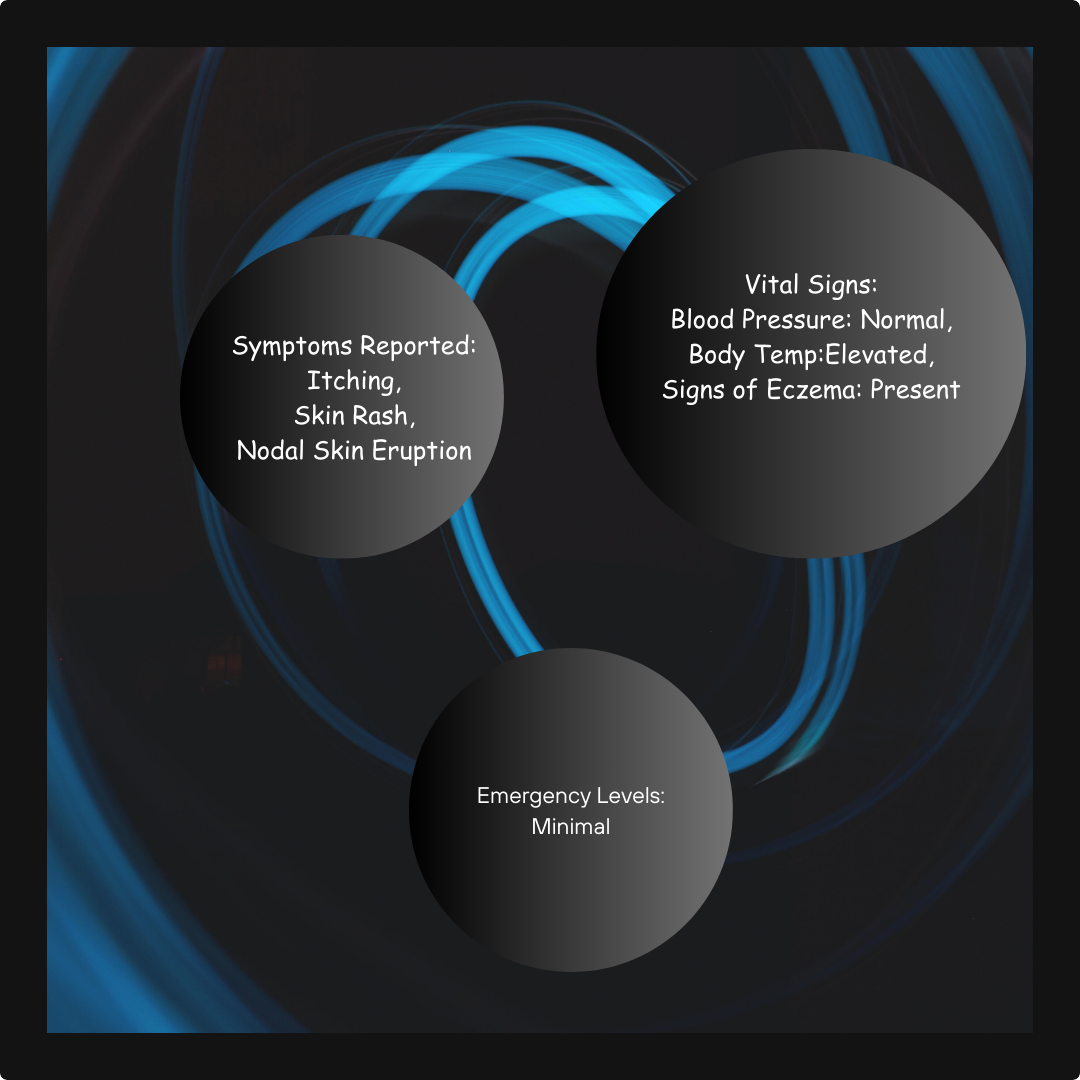 Symptoms Reported:
Itching,
Skin Rash,
Nodal Skin Eruption
Vital Signs:
Blood Pressure: Normal,
Body Temp:Elevated,
Signs of Eczema: Present
Emergency Levels:
Minimal